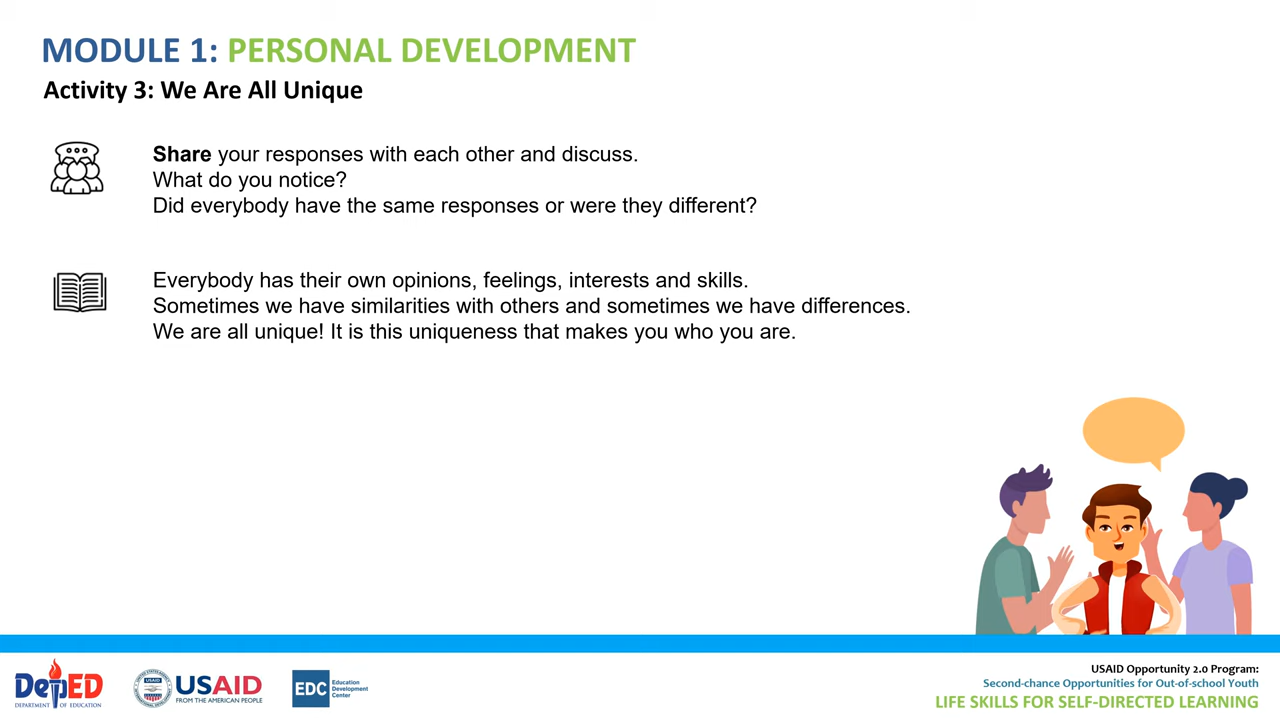 MODULE 1: PERSONAL DEVELOPMENT
Activity 3: We Are All Unique
Share your responses with each other and discuss.
What do you notice?
Did everybody have the same responses or were they different?
Everybody has their own opinions, feelings, interests and skills.
Sometimes we have similarities with others and sometimes we have differences.
We are all unique! It is this uniqueness that makes you who you are.
DepED
DEPARTMENT OF EDUCATION
USAID
FROM THE AMERICAN PEOPLE
EDC
Education
Development
Center
USAID Opportunity 2.0 Program:
Second-chance Opportunities for Out-of-school Youth
LIFE SKILLS FOR SELF-DIRECTED LEARNING